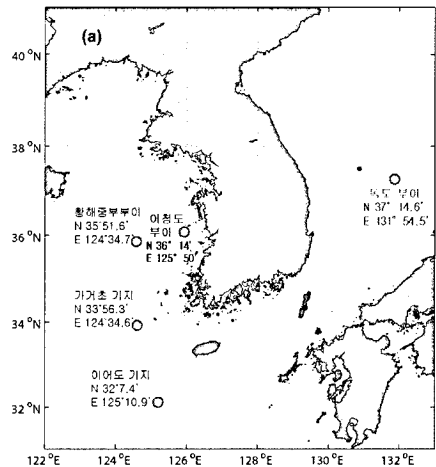 (a)
40°N
38°N
36°N
34°N
32°N
122°E
124°E
126°E
128°E
130°E
132°E
황해중부부이
N 35°51.6'
E 124°34.7'
어청도
부이
N 36° 14'
E 125° 50'
독도 부이
N 37° 14.6'
E 131° 54.5'
가거초 기지
N 33°56.3'
E 124°34.6'
이어도 기지
N 32°7.4'
E 125°10.9'